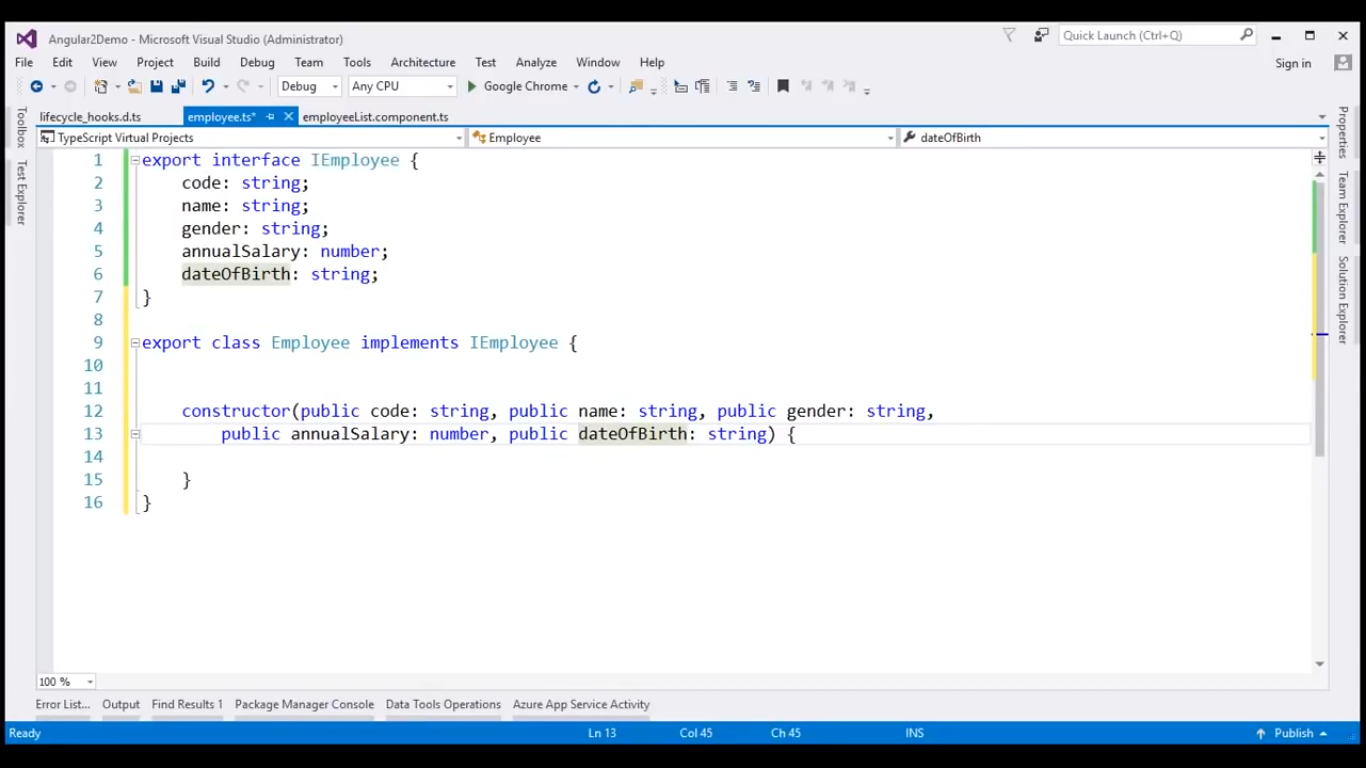 Angular2Demo - Microsoft Visual Studio (Administrator)
Quick Launch (Ctrl+Q)
File Edit View Project Build Debug Team Tools Architecture Test Analyze Window Help
Sign in
Debug Any CPU Google Chrome
lifecycle_hooks.d.ts employee.ts* employeeList.component.ts
TypeScript Virtual Projects Employee dateOfBirth
Toolbox
Test Explorer
1 export interface IEmployee {
2 code: string;
3 name: string;
4 gender: string;
5 annualSalary: number;
6 dateOfBirth: string;
7 }
8
9 export class Employee implements IEmployee {
10
11
12 constructor(public code: string, public name: string, public gender: string,
13 public annualSalary: number, public dateOfBirth: string) {
14
15 }
16 }
Properties
Team Explorer
Solution Explorer
100 %
Error List... Output Find Results 1 Package Manager Console Data Tools Operations Azure App Service Activity
Ready Ln 13 Col 45 Ch 45 INS Publish